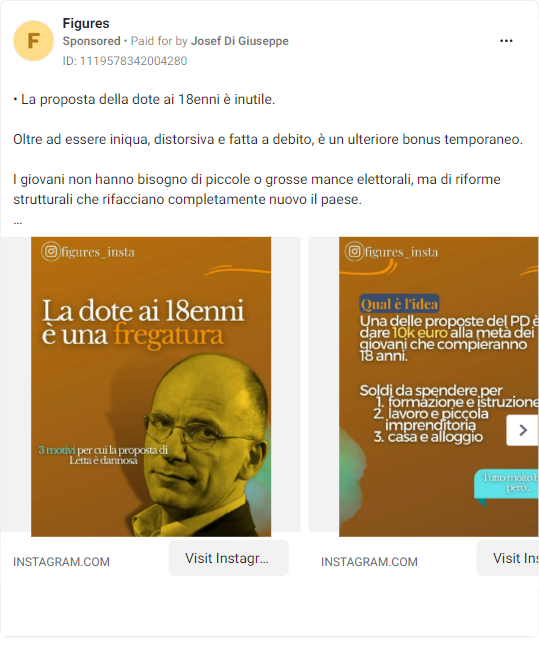 Figures
F
Sponsored • Paid for by Josef Di Giuseppe
ID: 1119578342004280
• La proposta della dote ai 18enni è inutile.
Oltre ad essere iniqua, distorsiva e fatta a debito, è un ulteriore bonus temporaneo.
I giovani non hanno bisogno di piccole o grosse mance elettorali, ma di riforme
strutturali che rifacciano completamente nuovo il paese.
...
figures_insta
La dote ai 18enni
è una fregatura
3 motivi per cui la proposta di
Letta è dannosa
figures_insta
Qual è l'idea
Una delle proposte del PD è
dare 10k euro alla metà dei
giovani che compieranno
18 anni.
Soldi da spendere per
1. formazione e istruzione
2. lavoro e piccola
imprenditoria
3. casa e alloggio
Tutto molto b
però...
INSTAGRAM.COM
Visit Instagr...
INSTAGRAM.COM
Visit Ins